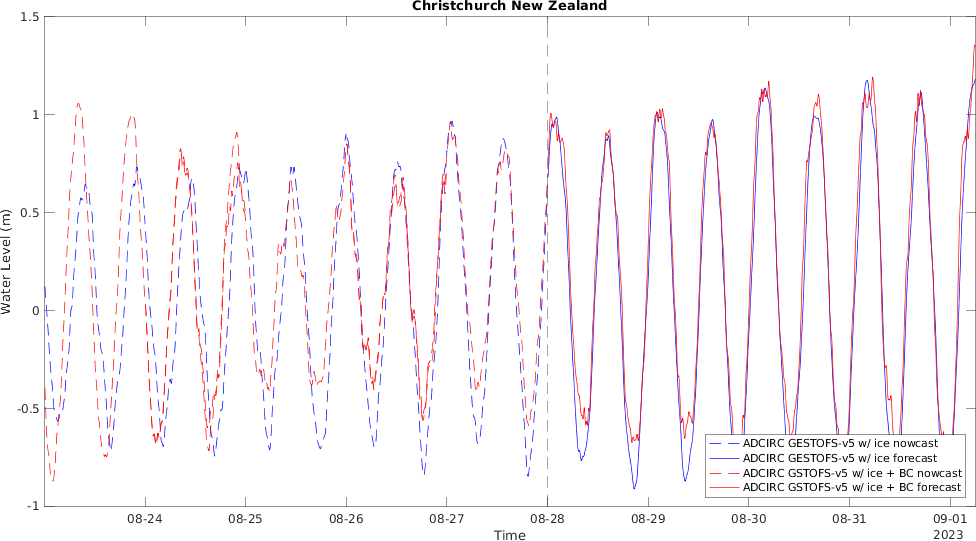 Christchurch New Zealand
1.5
1
0.5
0
-0.5
-1
Water Level (m)
08-24
08-25
08-26
08-27
08-28
08-29
08-30
08-31
09-01
2023
Time
ADCIRC GESTOFS-v5 w/ ice nowcast
ADCIRC GESTOFS-v5 w/ ice forecast
ADCIRC GSTOFS-v5 w/ ice + BC nowcast
ADCIRC GSTOFS-v5 w/ ice + BC forecast